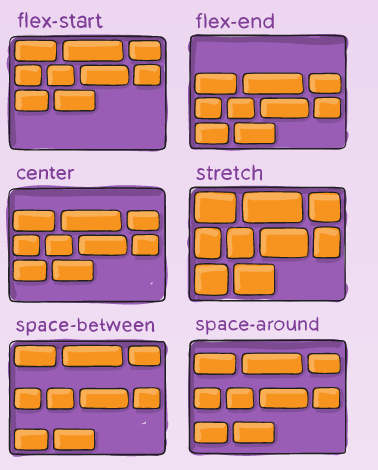 flex-start
flex-end
center
stretch
space-between
space-around